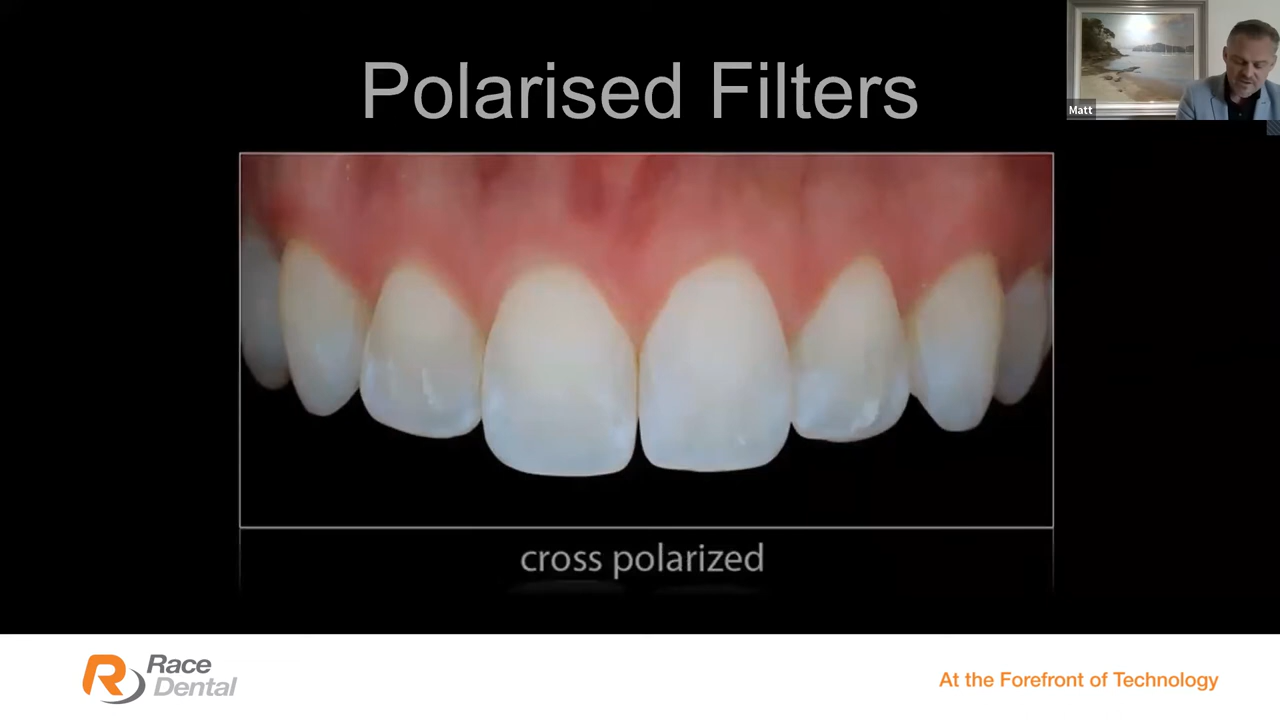 Polarised Filters
Matt
cross polarized
Race
Dental
At the Forefront of Technology